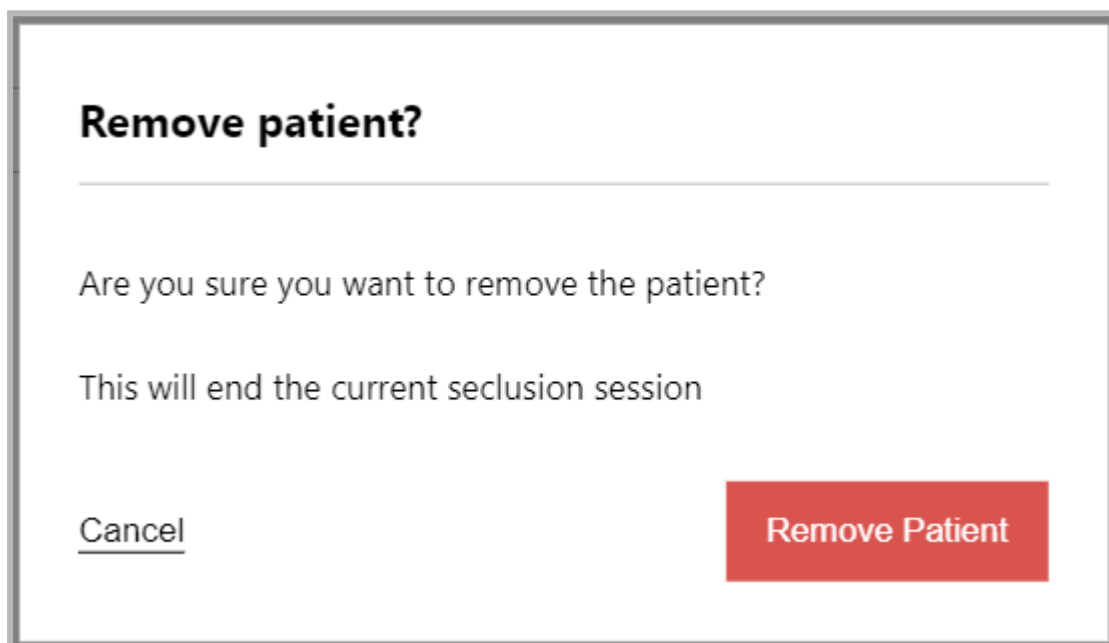 Remove patient?
Are you sure you want to remove the patient?
This will end the current seclusion session
Cancel
Remove Patient